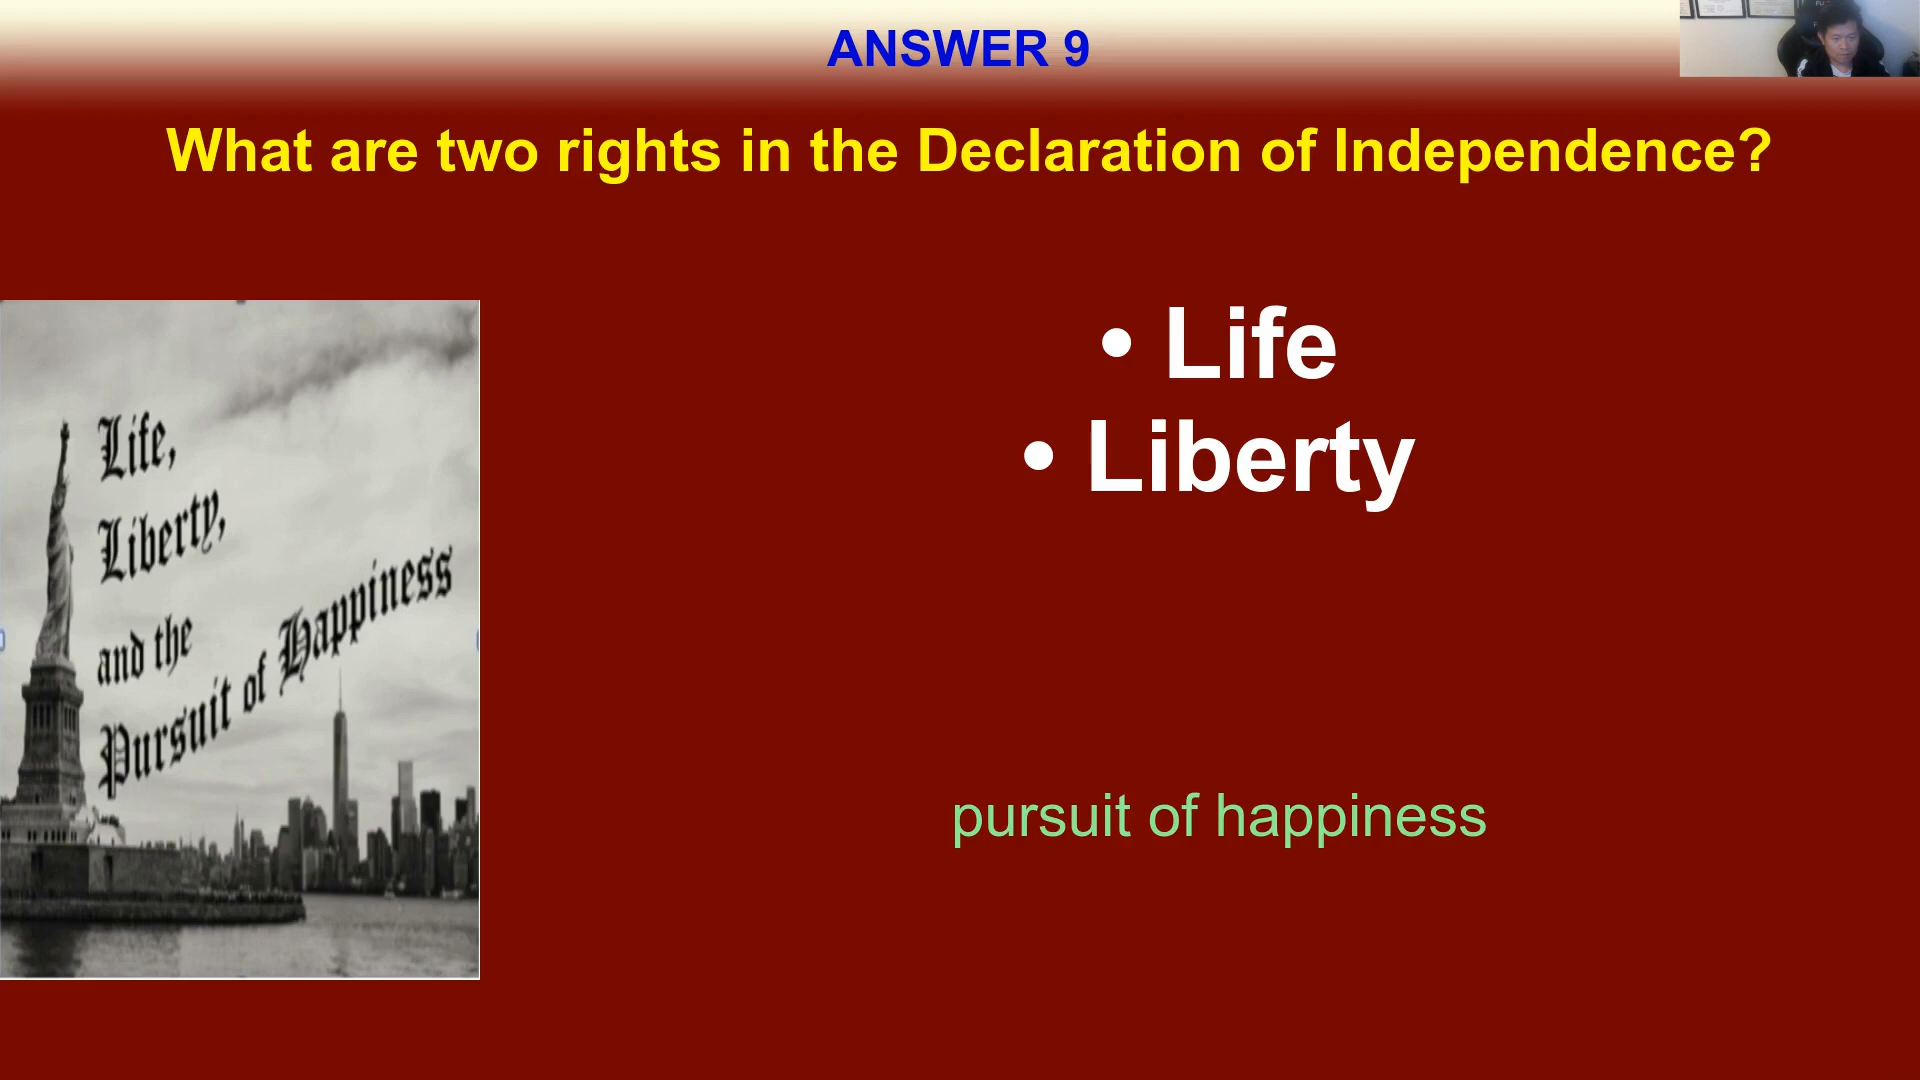 ANSWER 9
What are two rights in the Declaration of Independence?
• Life
• Liberty
pursuit of happiness
Life,
Liberty,
and the
Pursuit of Happiness